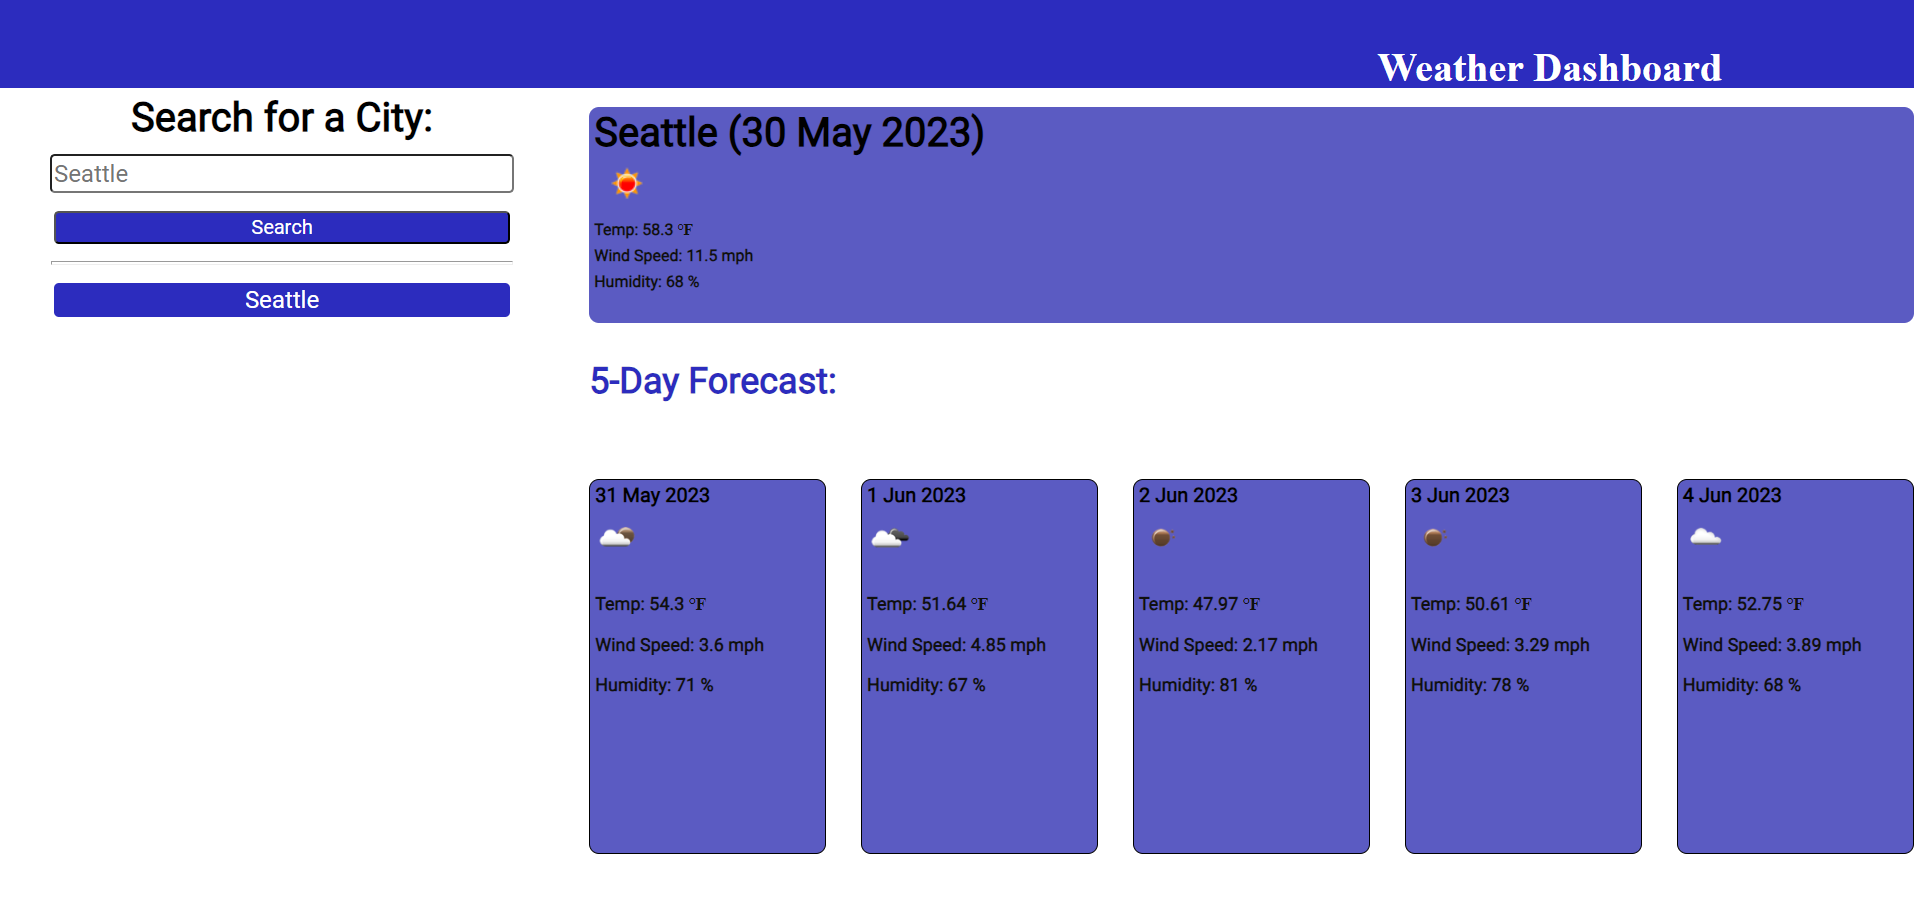 Weather Dashboard
Search for a City:
Seattle
Search
Seattle
Seattle (30 May 2023)
Temp: 58.3 °F
Wind Speed: 11.5 mph
Humidity: 68 %
5-Day Forecast:
31 May 2023
Temp: 54.3 °F
Wind Speed: 3.6 mph
Humidity: 71 %
1 Jun 2023
Temp: 51.64 °F
Wind Speed: 4.85 mph
Humidity: 67 %
2 Jun 2023
Temp: 47.97 °F
Wind Speed: 2.17 mph
Humidity: 81 %
3 Jun 2023
Temp: 50.61 °F
Wind Speed: 3.29 mph
Humidity: 78 %
4 Jun 2023
Temp: 52.75 °F
Wind Speed: 3.89 mph
Humidity: 68 %